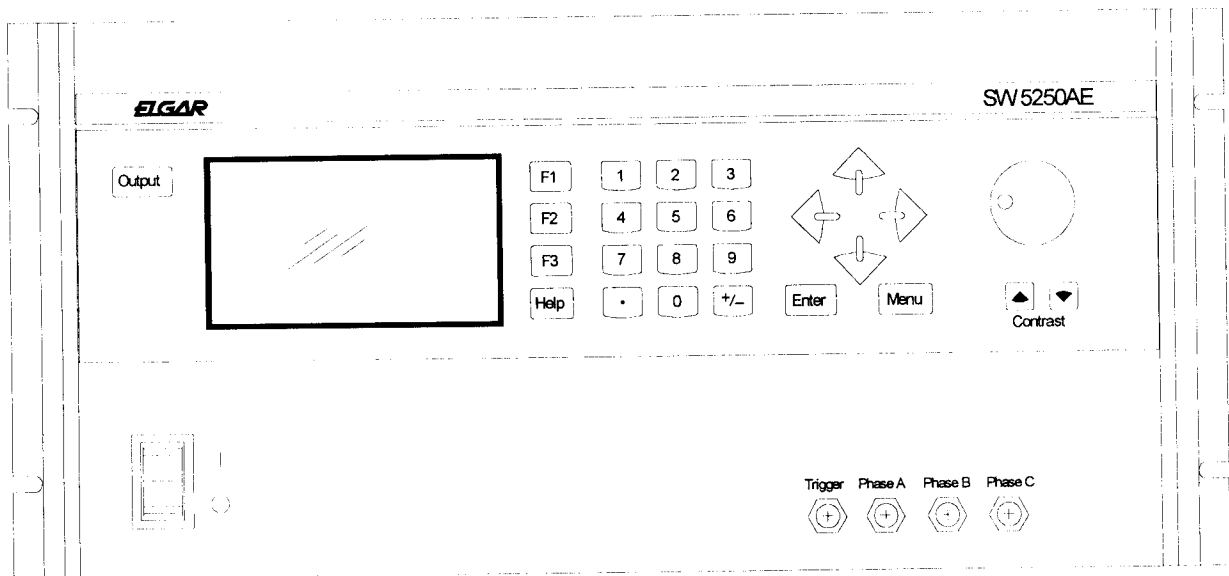 ELGAR
SW 5250AE
Output
F1 1 2 3
F2 4 5 6
F3 7 8 9
Help . 0 +/-
Enter Menu
Contrast
Trigger Phase A Phase B Phase C